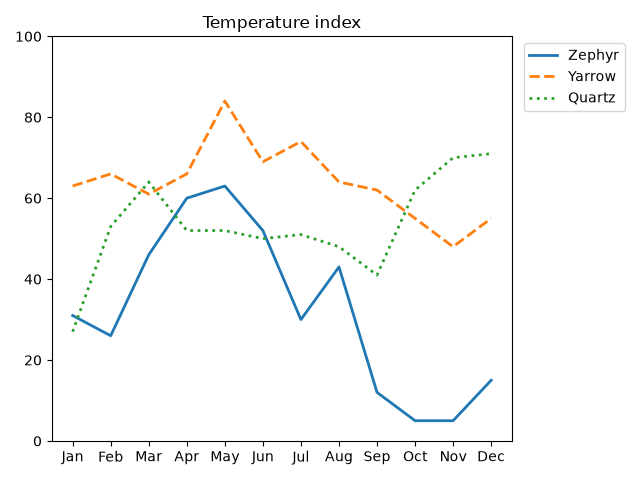 Temperature index
100
80
60
40
20
0
Jan Feb Mar Apr May Jun Jul Aug Sep Oct Nov Dec
Zephyr
Yarrow
Quartz